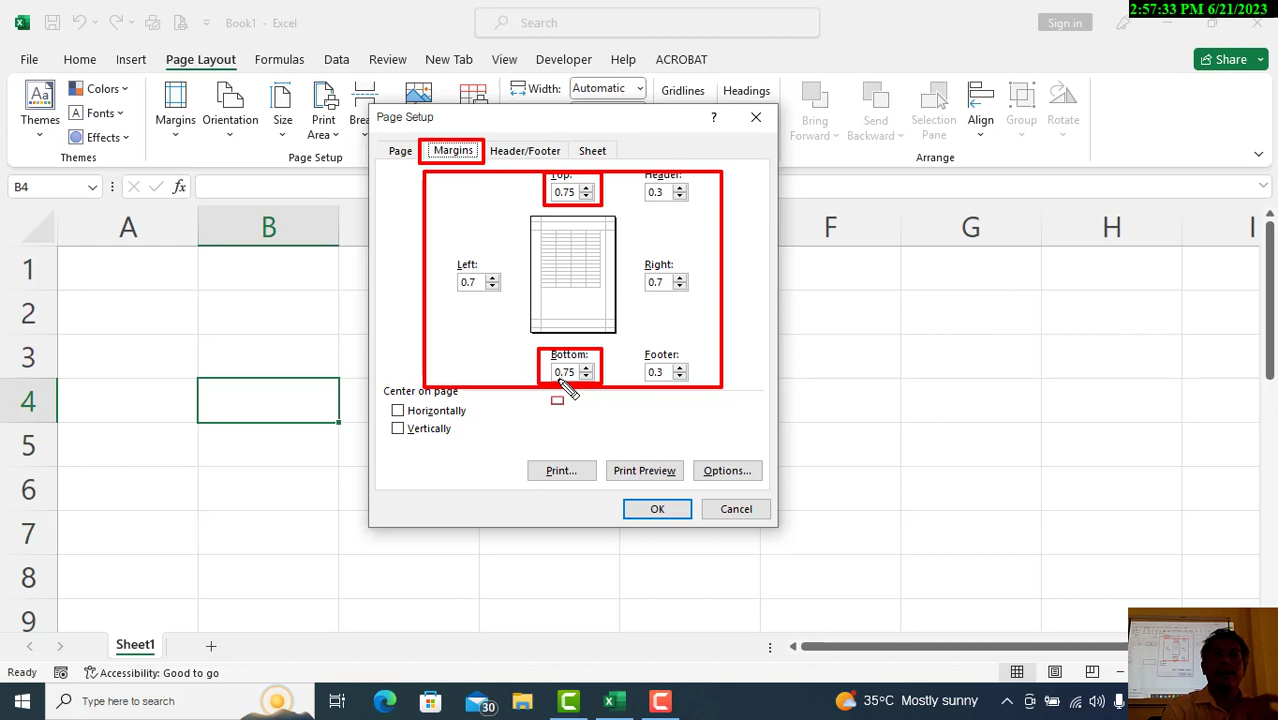 2:57:33 PM 6/21/2023
Book1 - Excel
Search
Sign in
File Home Insert Page Layout Formulas Data Review View Developer New Tab Help ACROBAT
Share
Themes
Colors
Fonts
Effects
Margins
Orientation
Size
Print Area
Width: Automatic
Gridlines
Headings
Bring Forward
Send Backward
Selection Pane
Align
Group
Rotate
Themes
Page Setup
Arrange
B4
fx
Page Setup
?
Page Margins Header/Footer Sheet
Top:
0.75
Header:
0.3
Left:
0.7
Right:
0.7
Bottom:
0.75
Footer:
0.3
Center on page
Horizontally
Vertically
Print...
Print Preview
Options...
OK
Cancel
A B F G H I
1
2
3
4
5
6
7
8
9
Sheet1
Ready
Accessibility: Good to go
Type here to search
30
35°C Mostly sunny